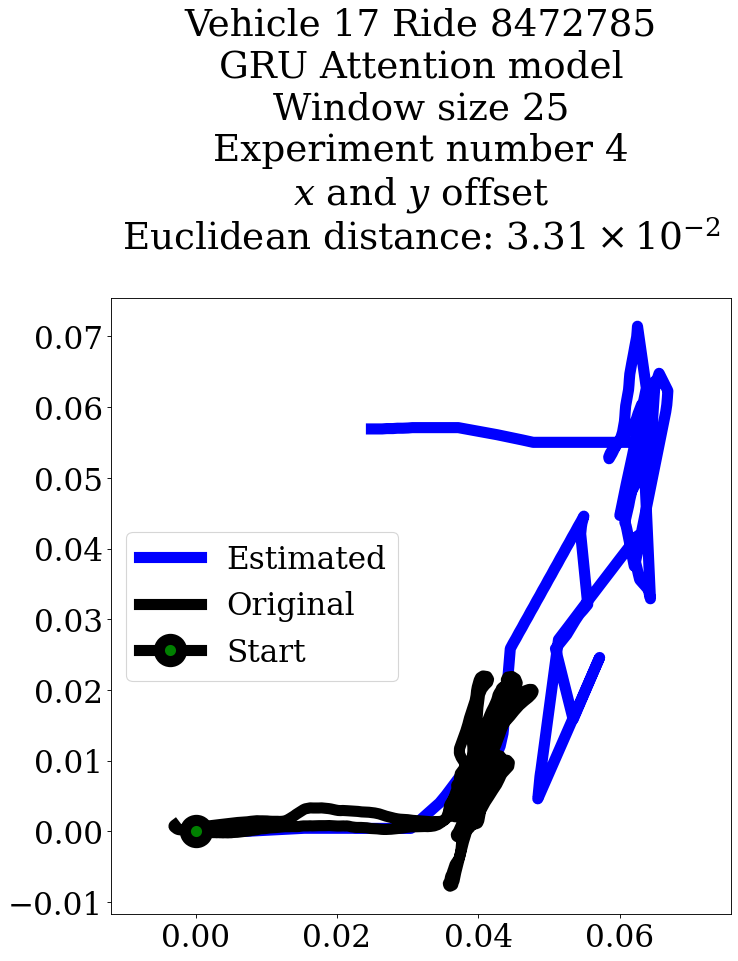 Vehicle 17 Ride 8472785
GRU Attention model
Window size 25
Experiment number 4
x and y offset
Euclidean distance: 3.31 × 10⁻²
0.07
0.06
0.05
0.04
0.03
0.02
0.01
0.00
−0.01
Estimated
Original
Start
0.00 0.02 0.04 0.06